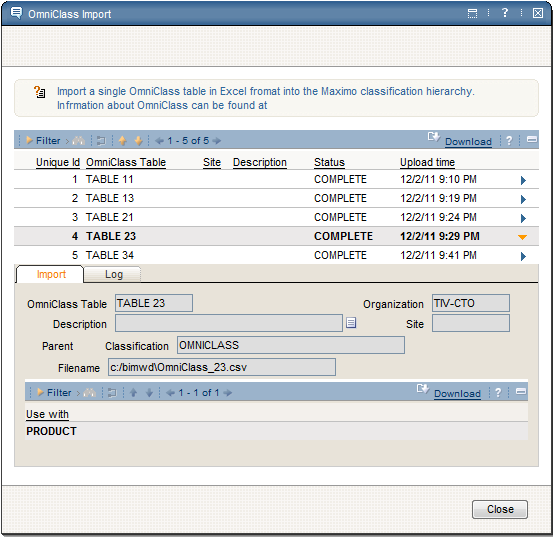 OmniClass Import
Import a single OmniClass table in Excel fromat into the Maximo classification hierarchy.
Infrmation about OmniClass can be found at
Filter 1 - 5 of 5 Download ?
Unique Id OmniClass Table Site Description Status Upload time
1 TABLE 11 COMPLETE 12/2/11 9:10 PM
2 TABLE 13 COMPLETE 12/2/11 9:19 PM
3 TABLE 21 COMPLETE 12/2/11 9:24 PM
4 TABLE 23 COMPLETE 12/2/11 9:29 PM
5 TABLE 34 COMPLETE 12/2/11 9:41 PM
Import Log
OmniClass Table TABLE 23 Organization TIV-CTO
Description Site
Parent Classification OMNICLASS
Filename c:/bimwd\OmniClass_23.csv
Filter 1 - 1 of 1 Download ?
Use with
PRODUCT
Close